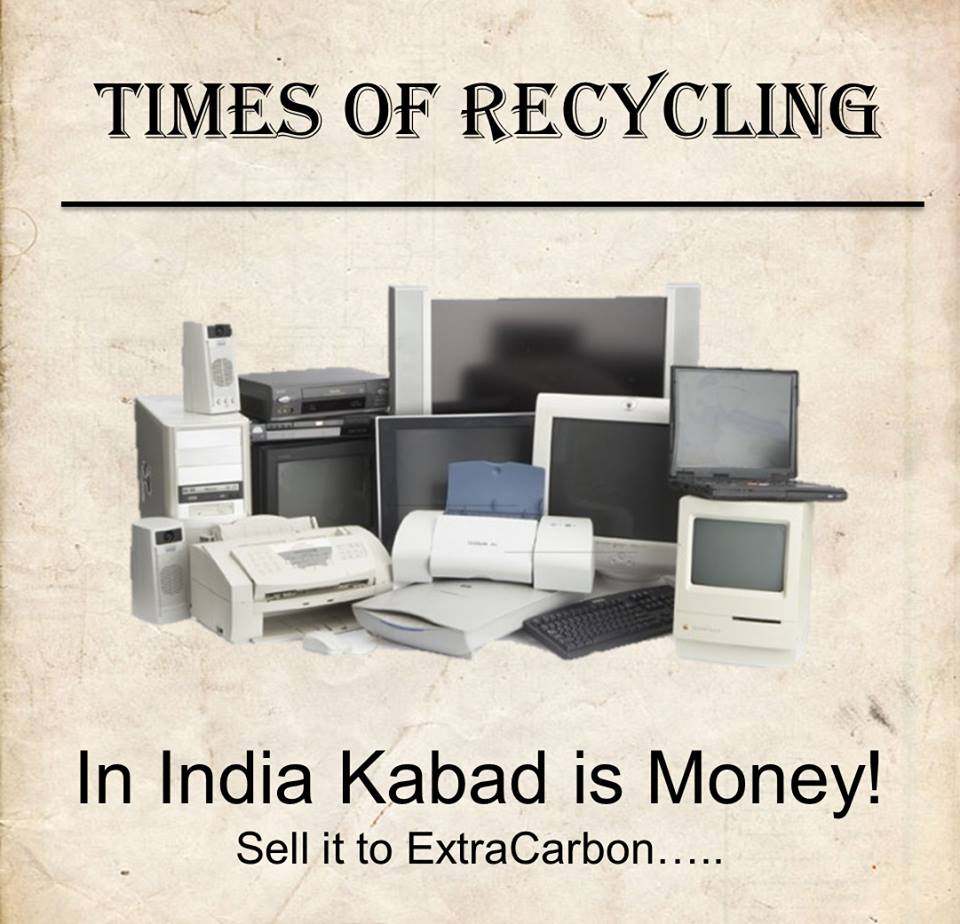 TIMES OF RECYCLING
In India Kabad is Money!
Sell it to ExtraCarbon.....